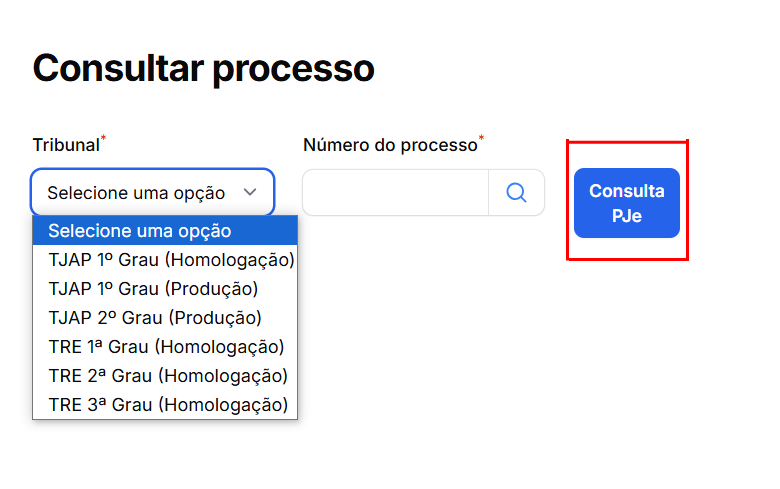 Consultar processo
Tribunal*
Número do processo*
Selecione uma opção
Consulta
PJe
Selecione uma opção
TJAP 1º Grau (Homologação)
TJAP 1º Grau (Produção)
TJAP 2º Grau (Produção)
TRE 1ª Grau (Homologação)
TRE 2ª Grau (Homologação)
TRE 3ª Grau (Homologação)